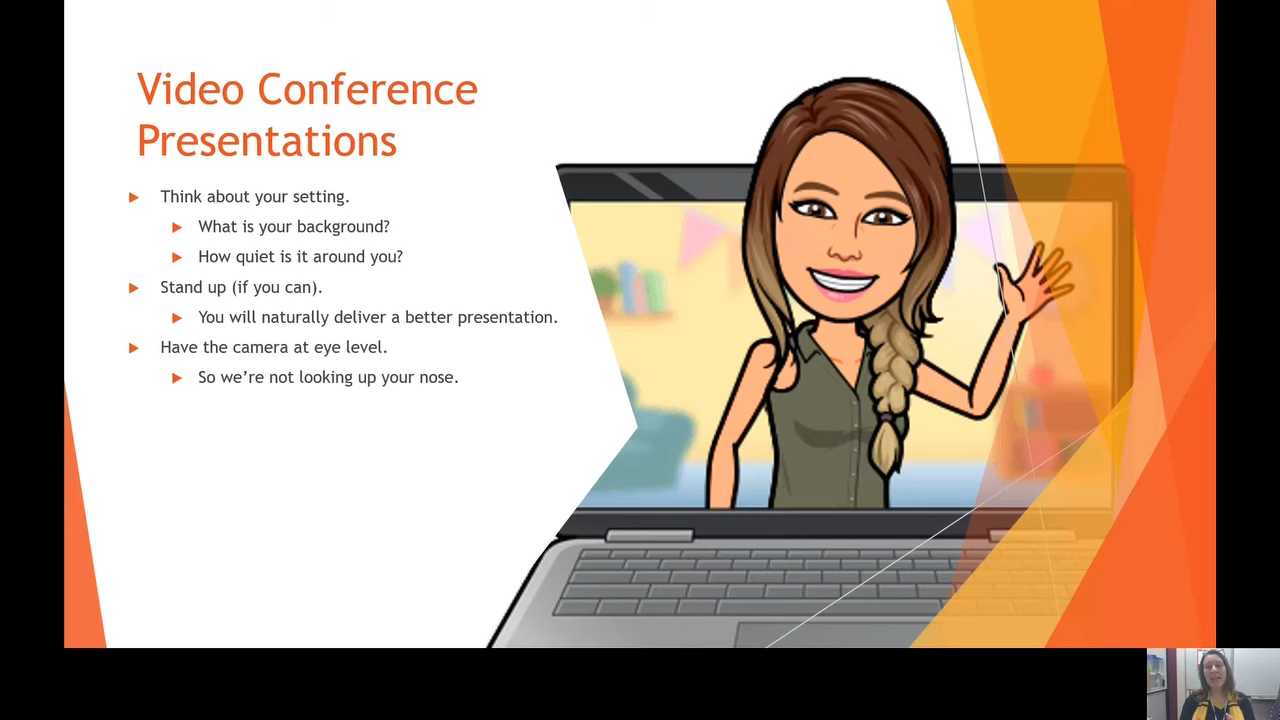 Video Conference
Presentations
Think about your setting.
What is your background?
How quiet is it around you?
Stand up (if you can).
You will naturally deliver a better presentation.
Have the camera at eye level.
So we’re not looking up your nose.